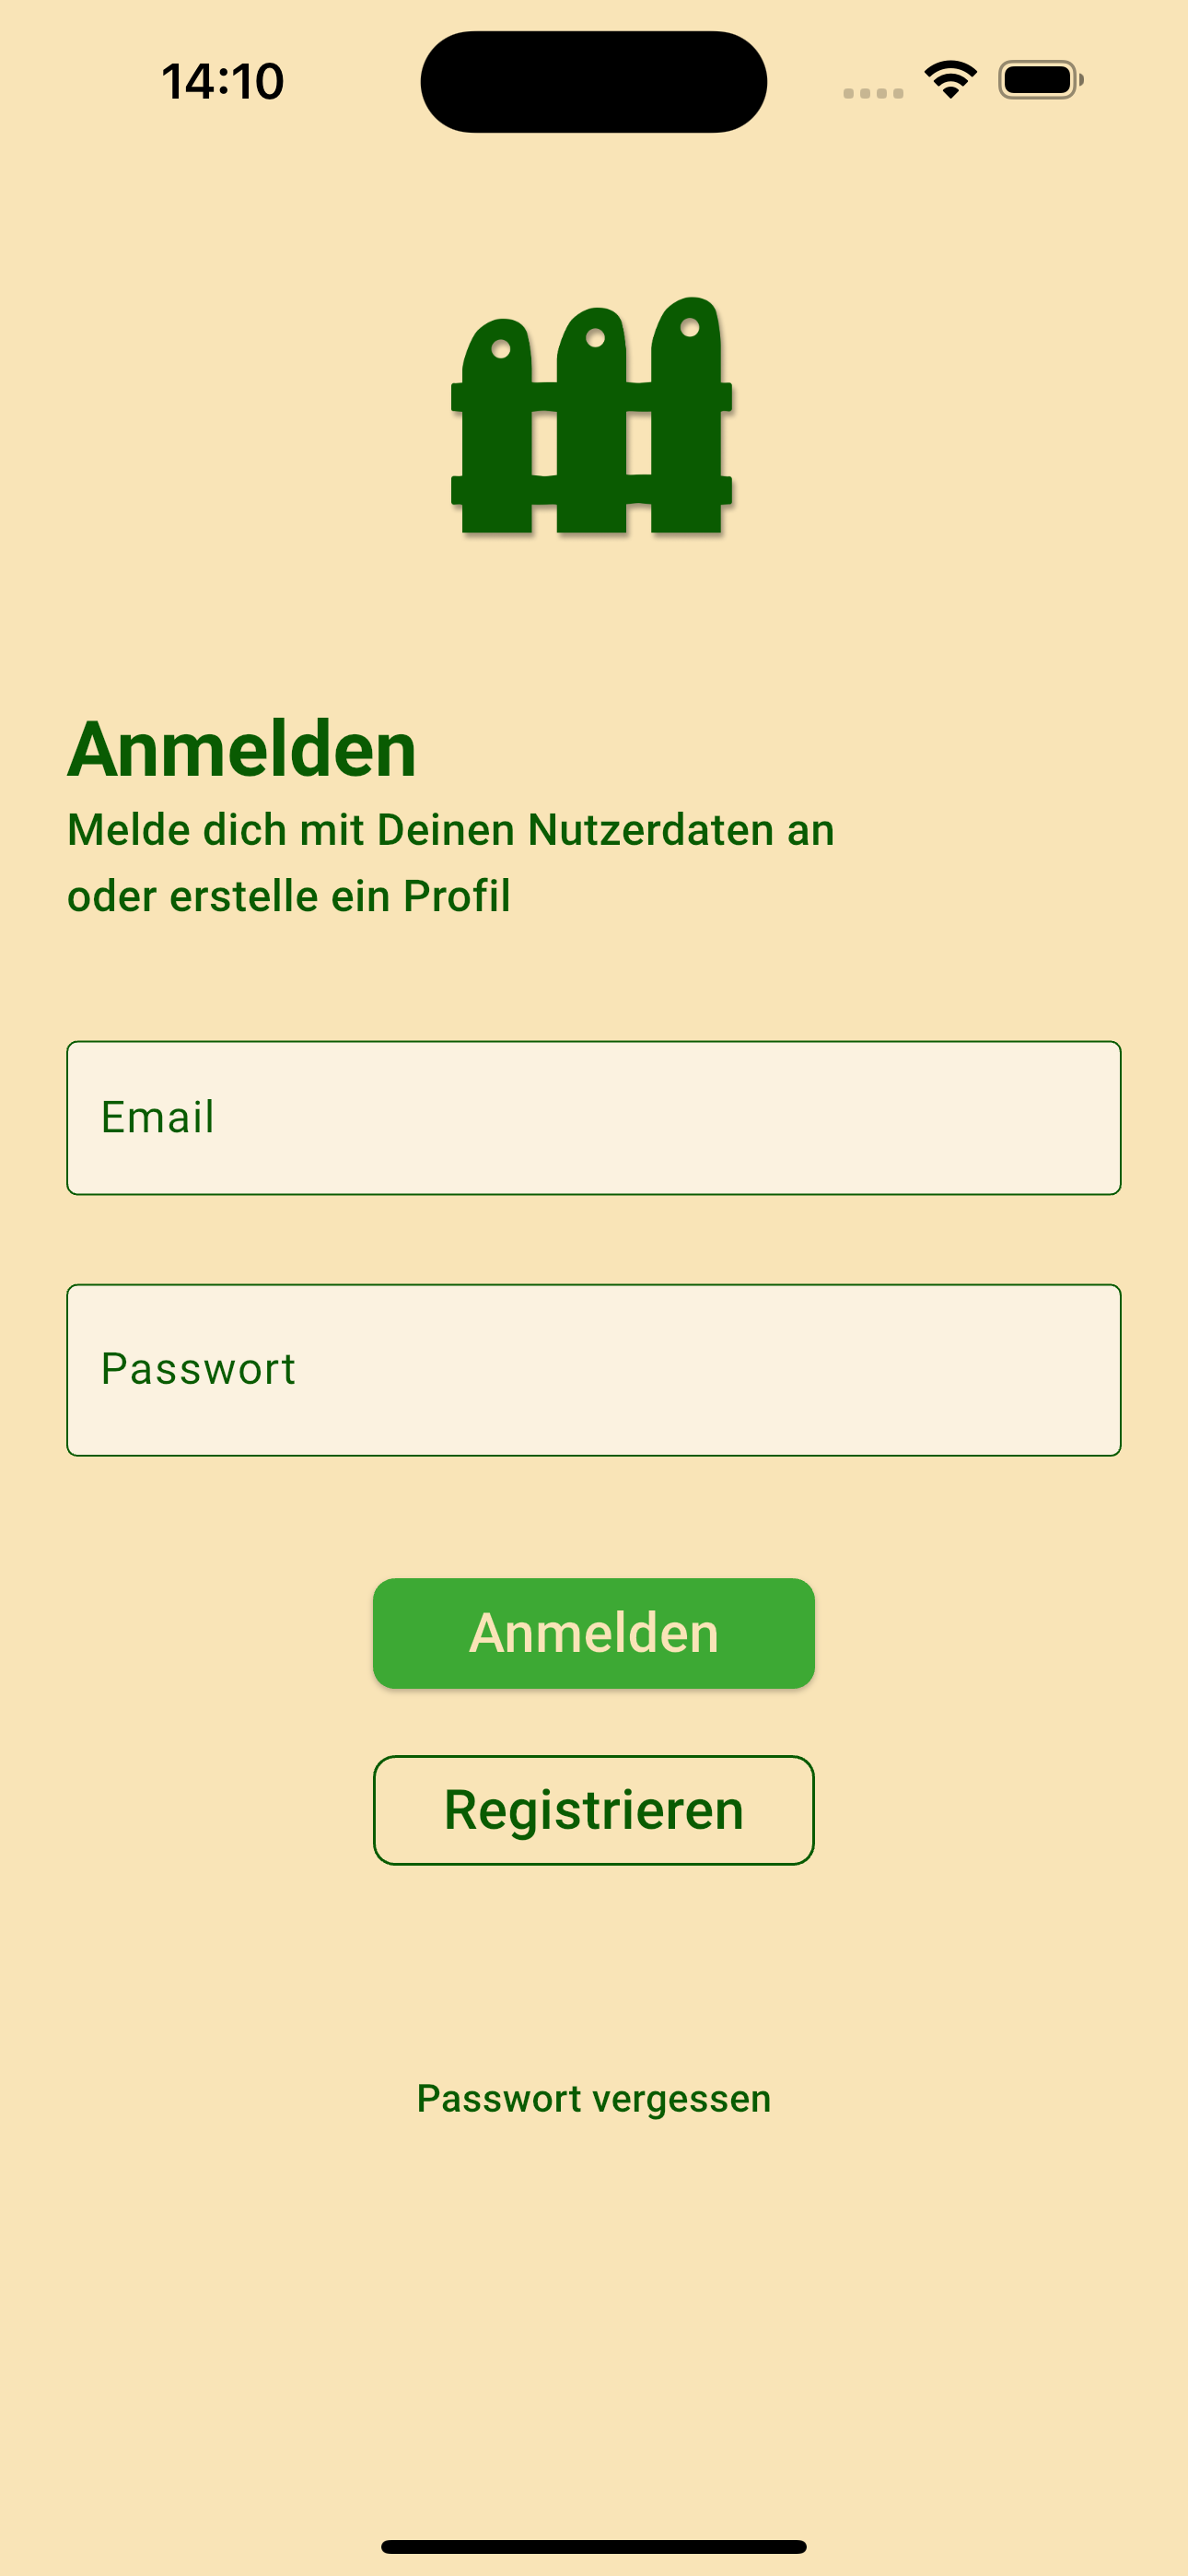 14:10
Anmelden
Melde dich mit Deinen Nutzerdaten an
oder erstelle ein Profil
Email
Passwort
Anmelden
Registrieren
Passwort vergessen